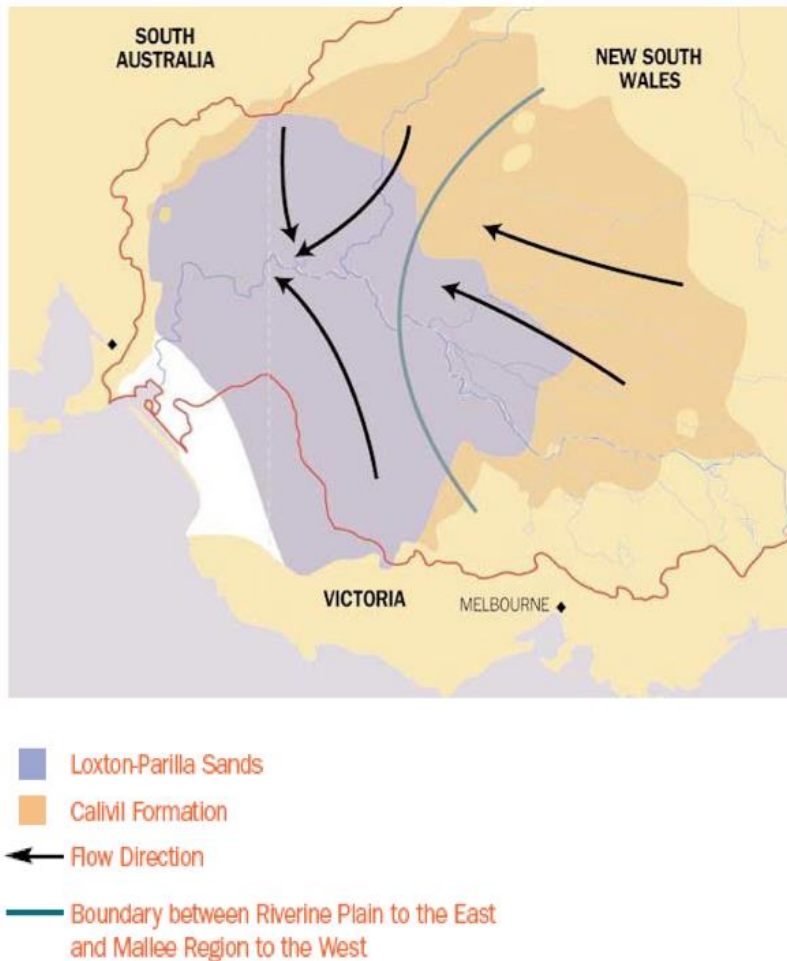 SOUTH
AUSTRALIA
NEW SOUTH
WALES
VICTORIA
MELBOURNE
Loxton-Parilla Sands
Calivil Formation
Flow Direction
Boundary between Riverine Plain to the East
and Mallee Region to the West